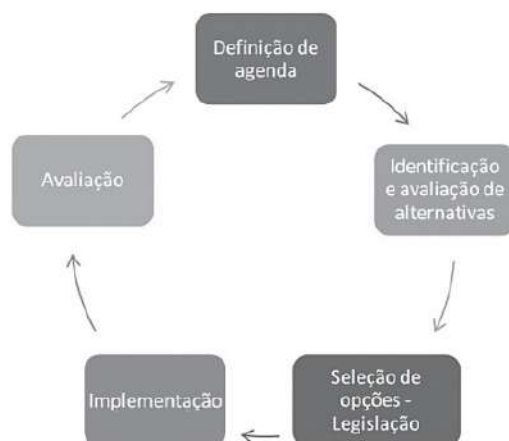 Definição de
agenda
Identificação
e avaliação de
alternativas
Seleção de
opções -
Legislação
Implementação
Avaliação